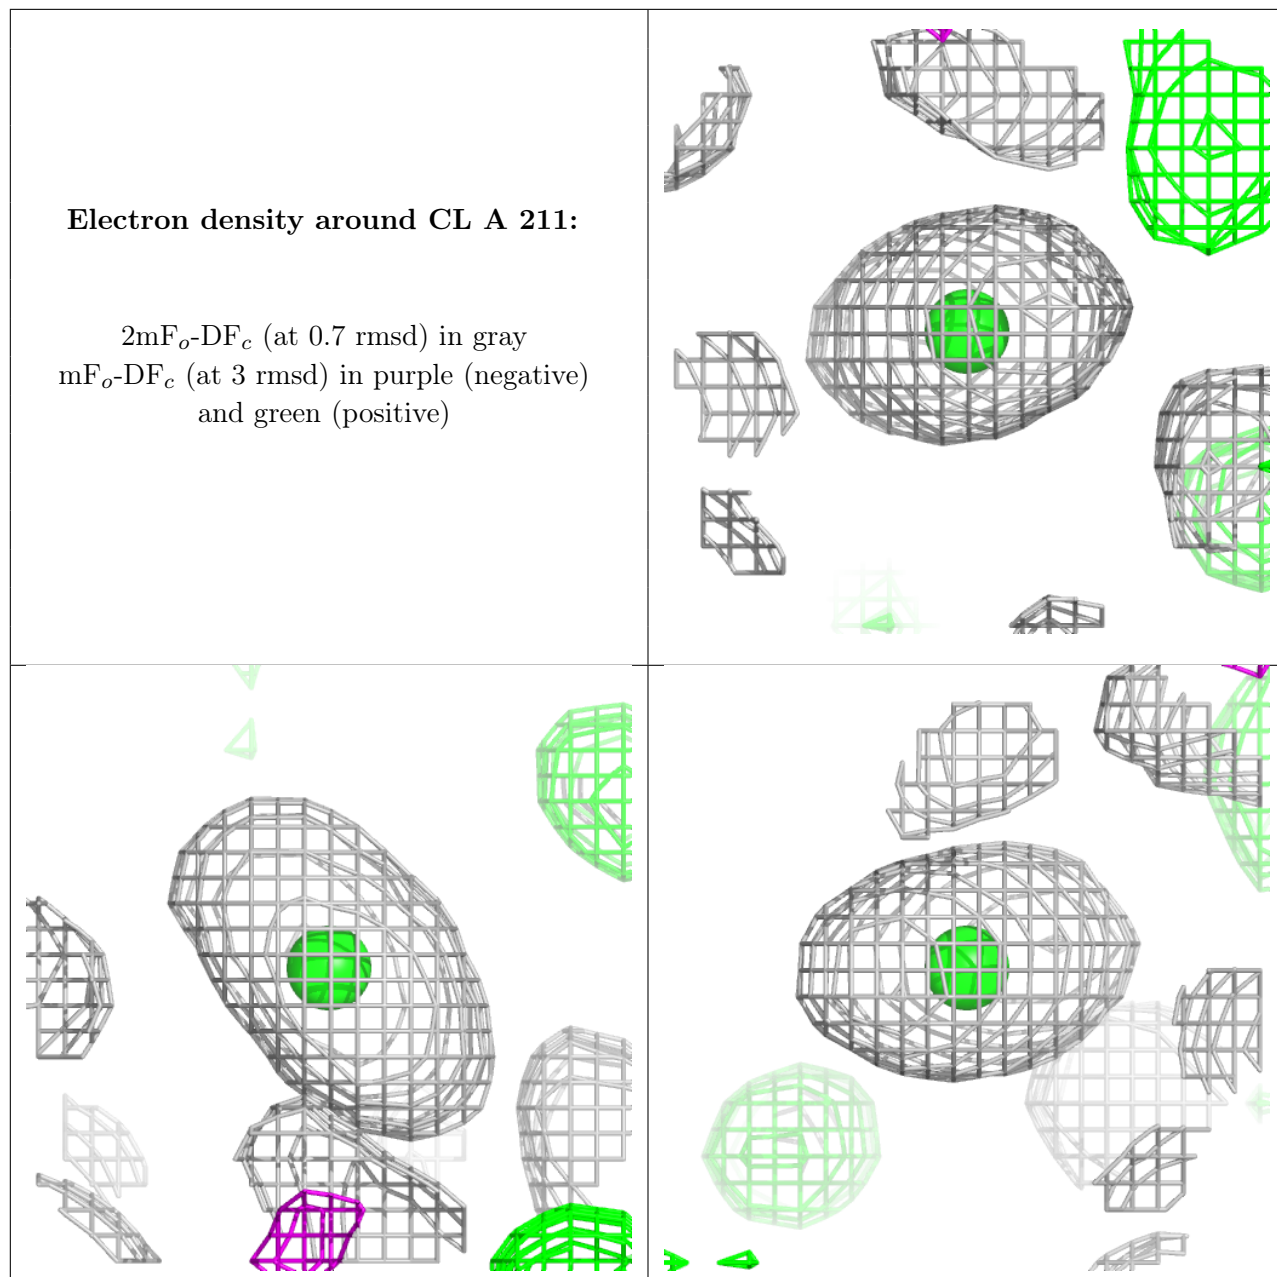 Electron density around CL A 211:
2mFo-DFc (at 0.7 rmsd) in gray
mFo-DFc (at 3 rmsd) in purple (negative)
and green (positive)